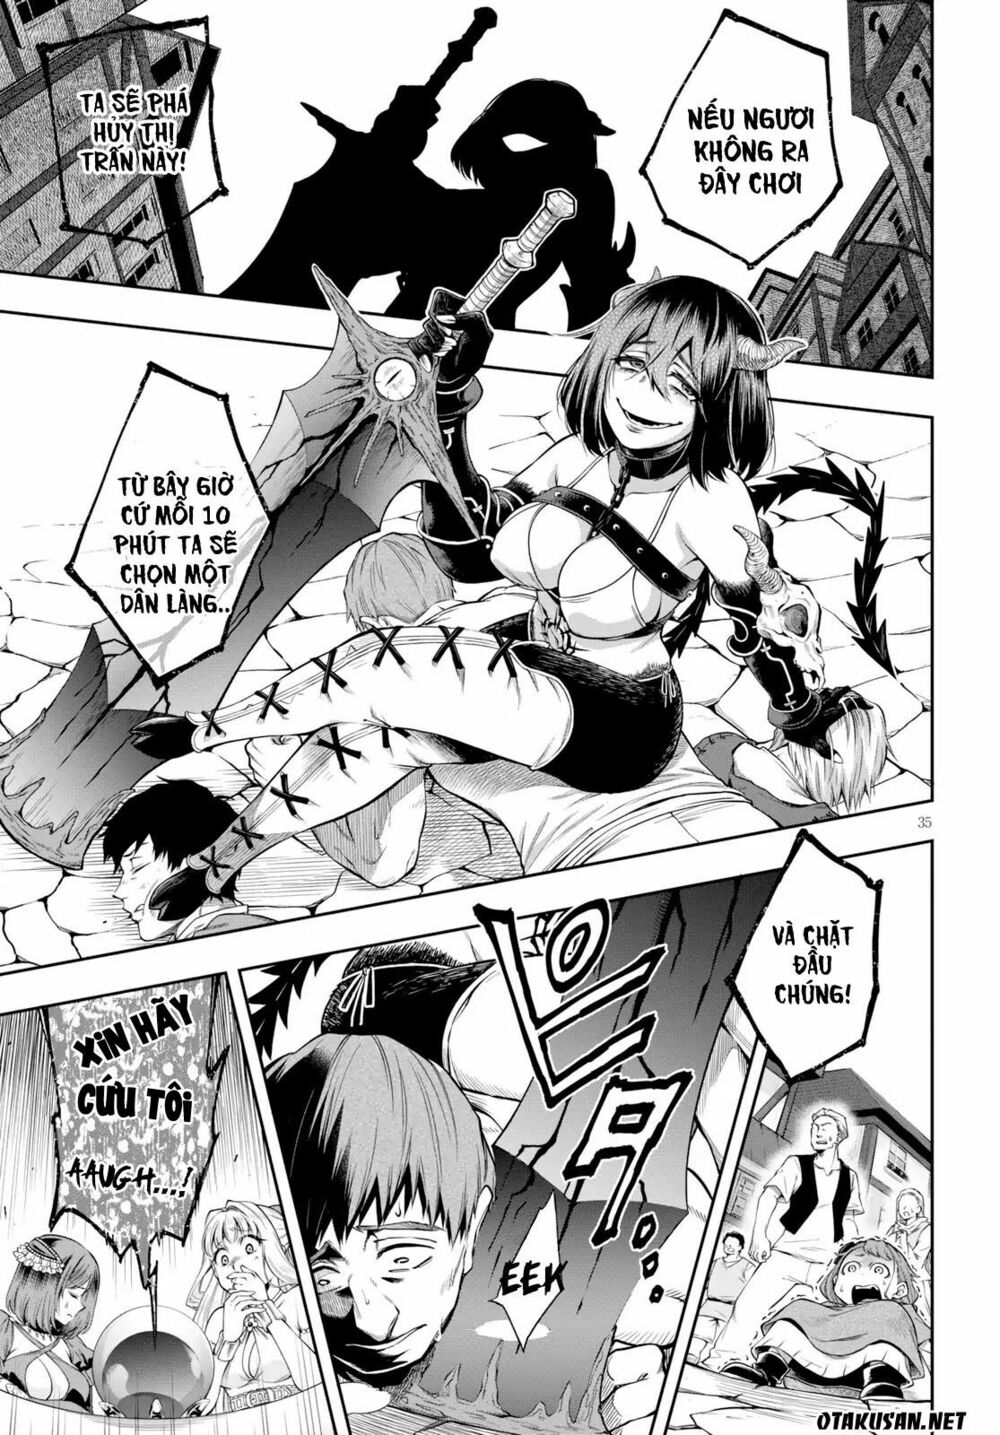 NẾU NGƯƠI
KHÔNG RA
ĐÂY CHƠI
TA SẼ PHÁ
HỦY THỊ
TRẤN NÀY!
TỪ BÂY GIỜ
CỨ MỖI 10
PHÚT TA SẼ
CHỌN MỘT
DÂN LÀNG..
35
VÀ CHẶT
ĐẦU
CHÚNG!
EEK
XIN HÃY
CỨU TÔI
AAUGH....!
OTAKUSAN.NET